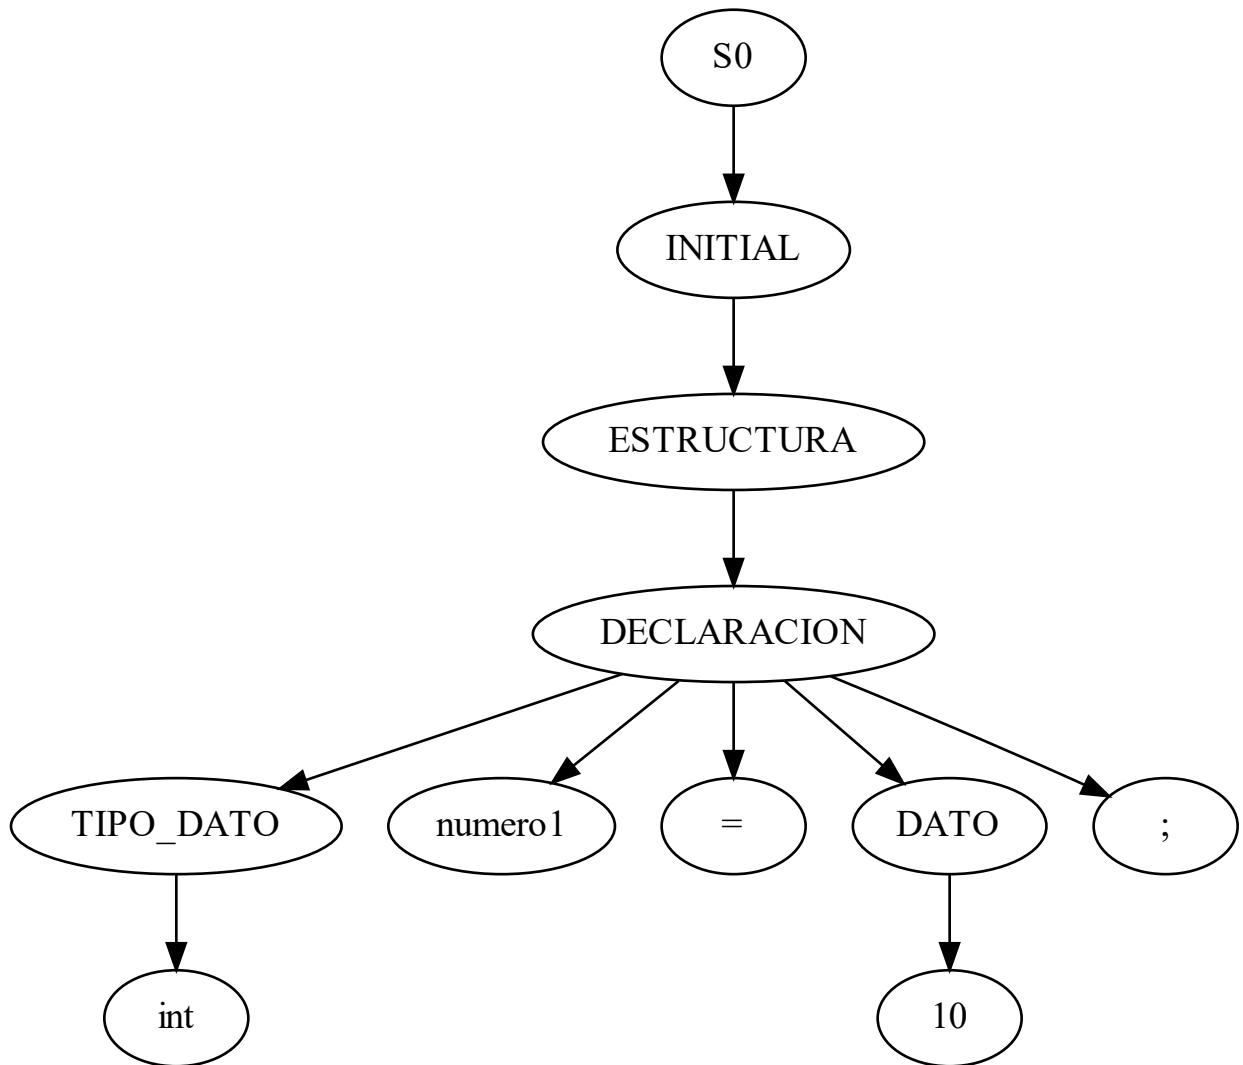 S0
INITIAL
ESTRUCTURA
DECLARACION
TIPO_DATO numero1 = DATO ;
int 10